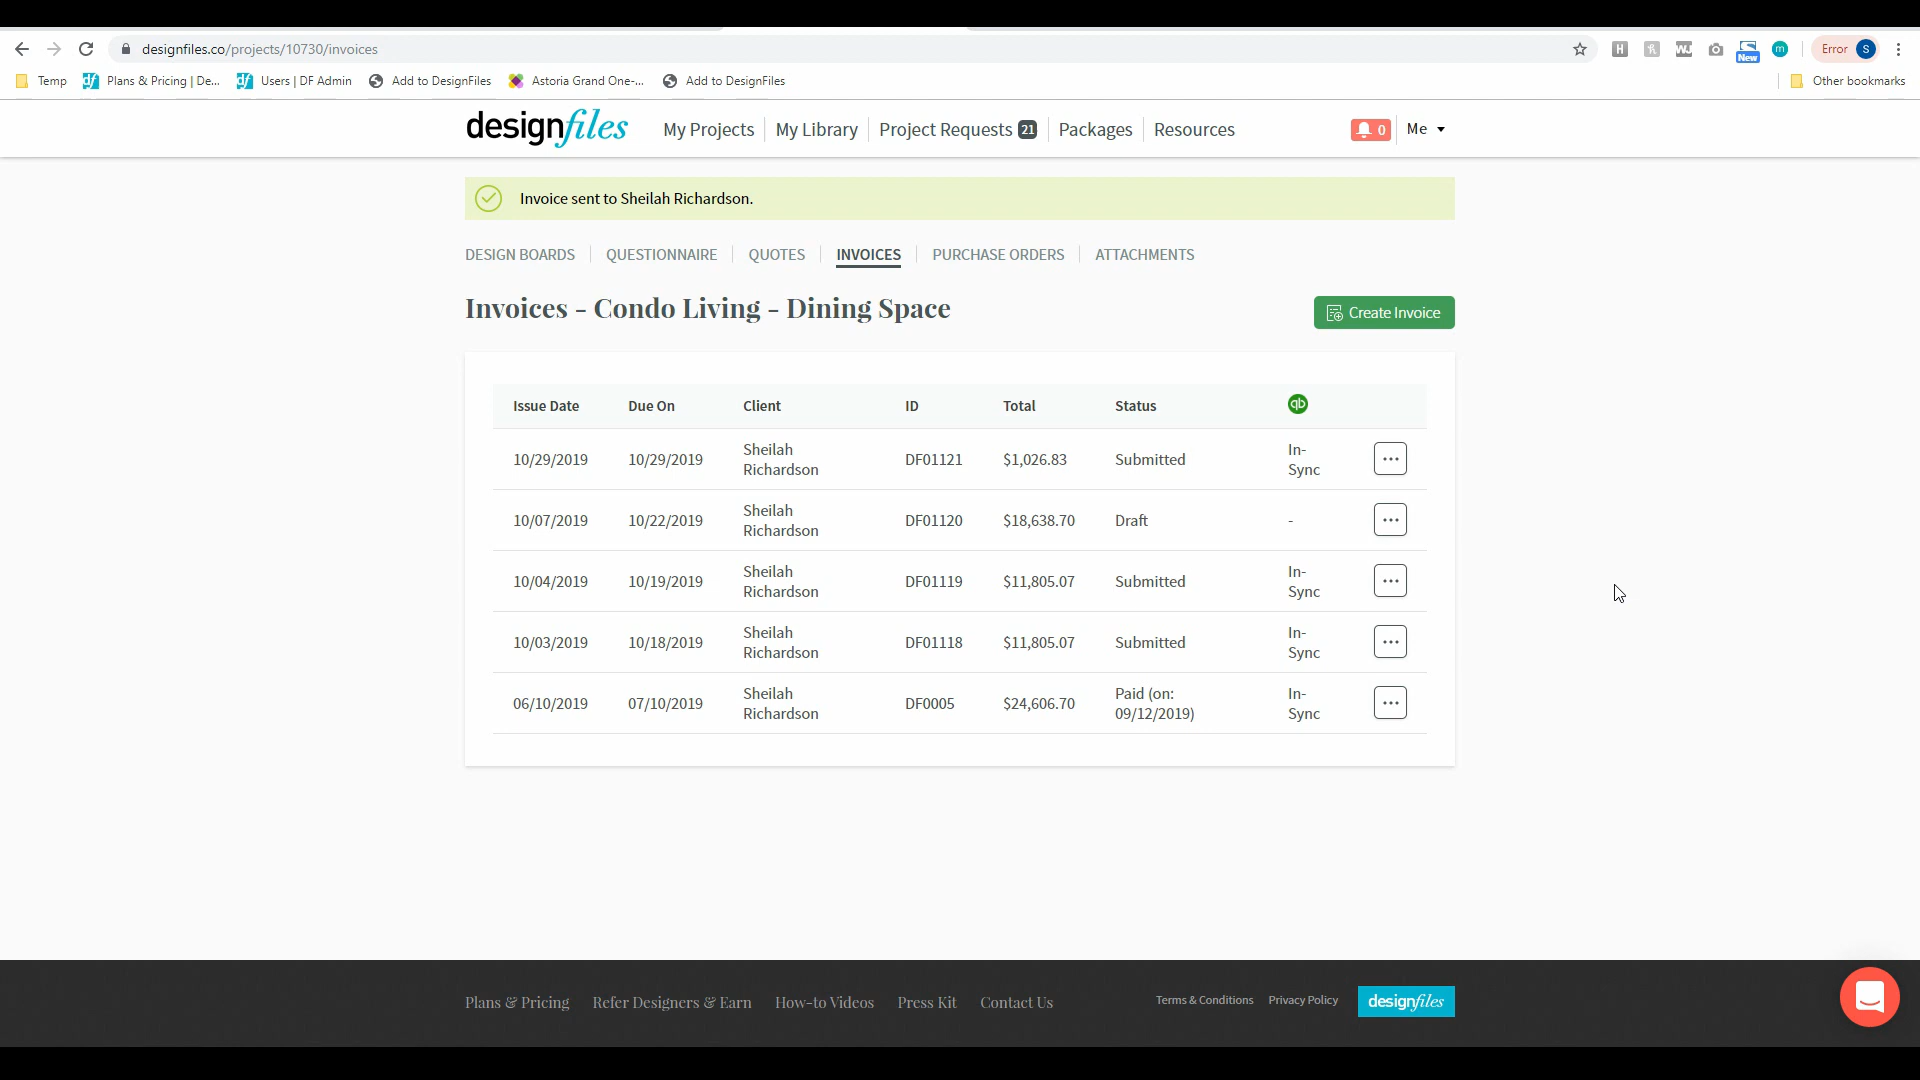 designfiles.co/projects/10730/invoices
H
New
m
Error
S
Temp
df Plans & Pricing | De...
df Users | DF Admin
Add to DesignFiles
Astoria Grand One-...
Add to DesignFiles
Other bookmarks
designfiles
My Projects
My Library
Project Requests 21
Packages
Resources
0
Me
Invoice sent to Sheilah Richardson.
DESIGN BOARDS
QUESTIONNAIRE
QUOTES
INVOICES
PURCHASE ORDERS
ATTACHMENTS
Invoices - Condo Living - Dining Space
Create Invoice
Issue Date Due On Client ID Total Status qb
10/29/2019 10/29/2019 Sheilah Richardson DF01121 $1,026.83 Submitted In-Sync ...
10/07/2019 10/22/2019 Sheilah Richardson DF01120 $18,638.70 Draft - ...
10/04/2019 10/19/2019 Sheilah Richardson DF01119 $11,805.07 Submitted In-Sync ...
10/03/2019 10/18/2019 Sheilah Richardson DF01118 $11,805.07 Submitted In-Sync ...
06/10/2019 07/10/2019 Sheilah Richardson DF0005 $24,606.70 Paid (on: 09/12/2019) In-Sync ...
Plans & Pricing
Refer Designers & Earn
How-to Videos
Press Kit
Contact Us
Terms & Conditions
Privacy Policy
designfiles